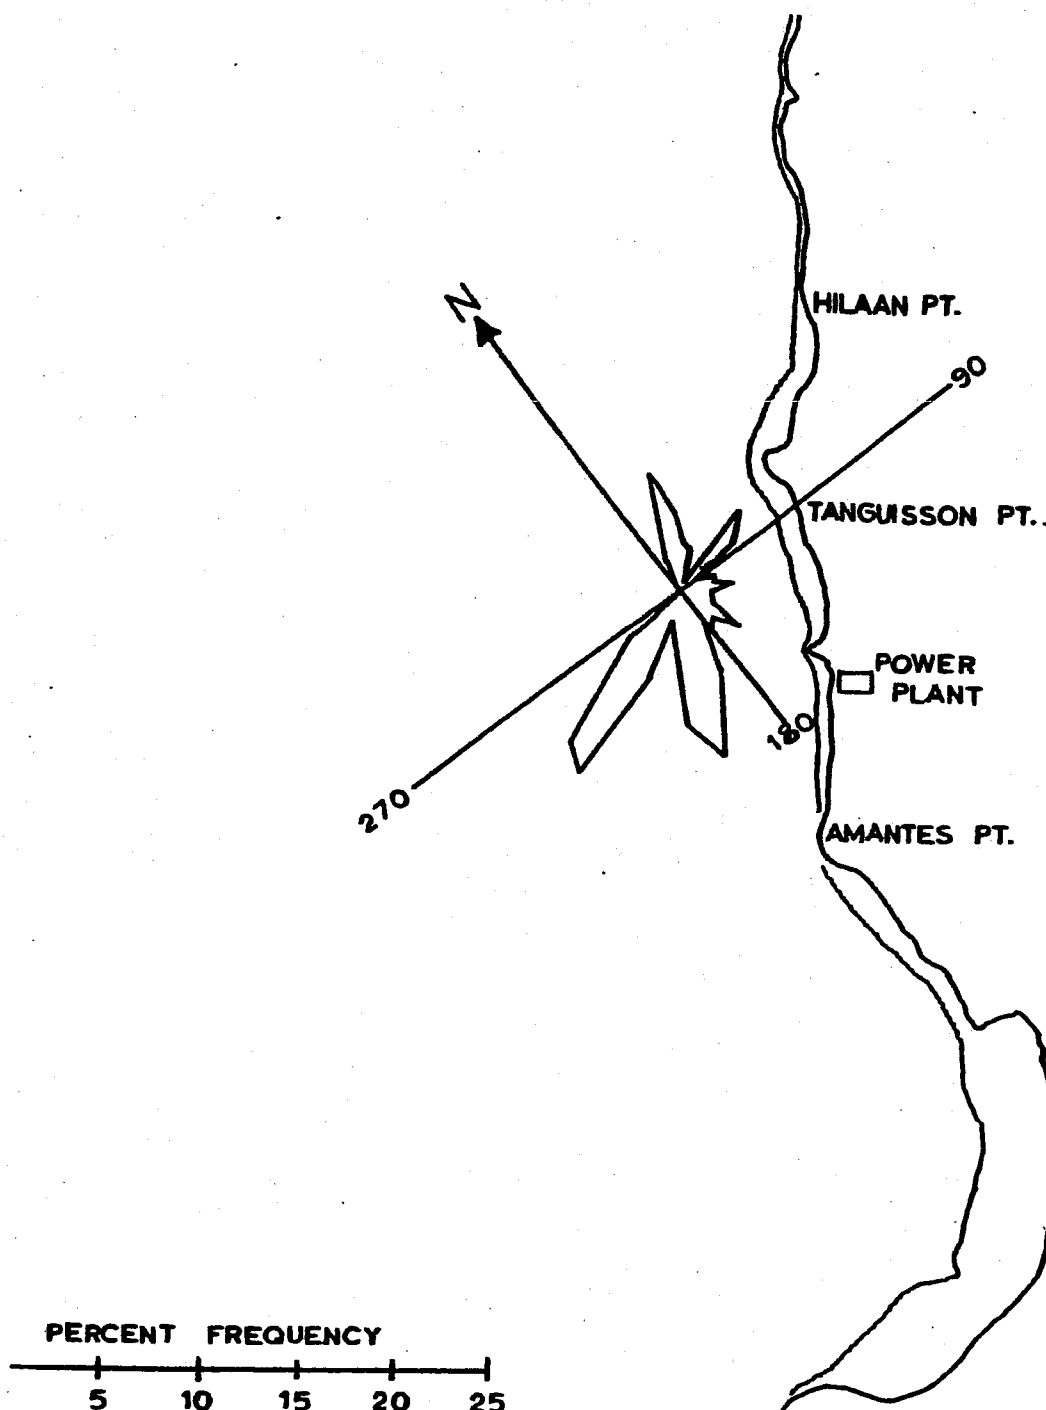 N
HILAAN PT.
90
TANGUISSON PT.
POWER
PLANT
180
270
AMANTES PT.
PERCENT FREQUENCY
5 10 15 20 25